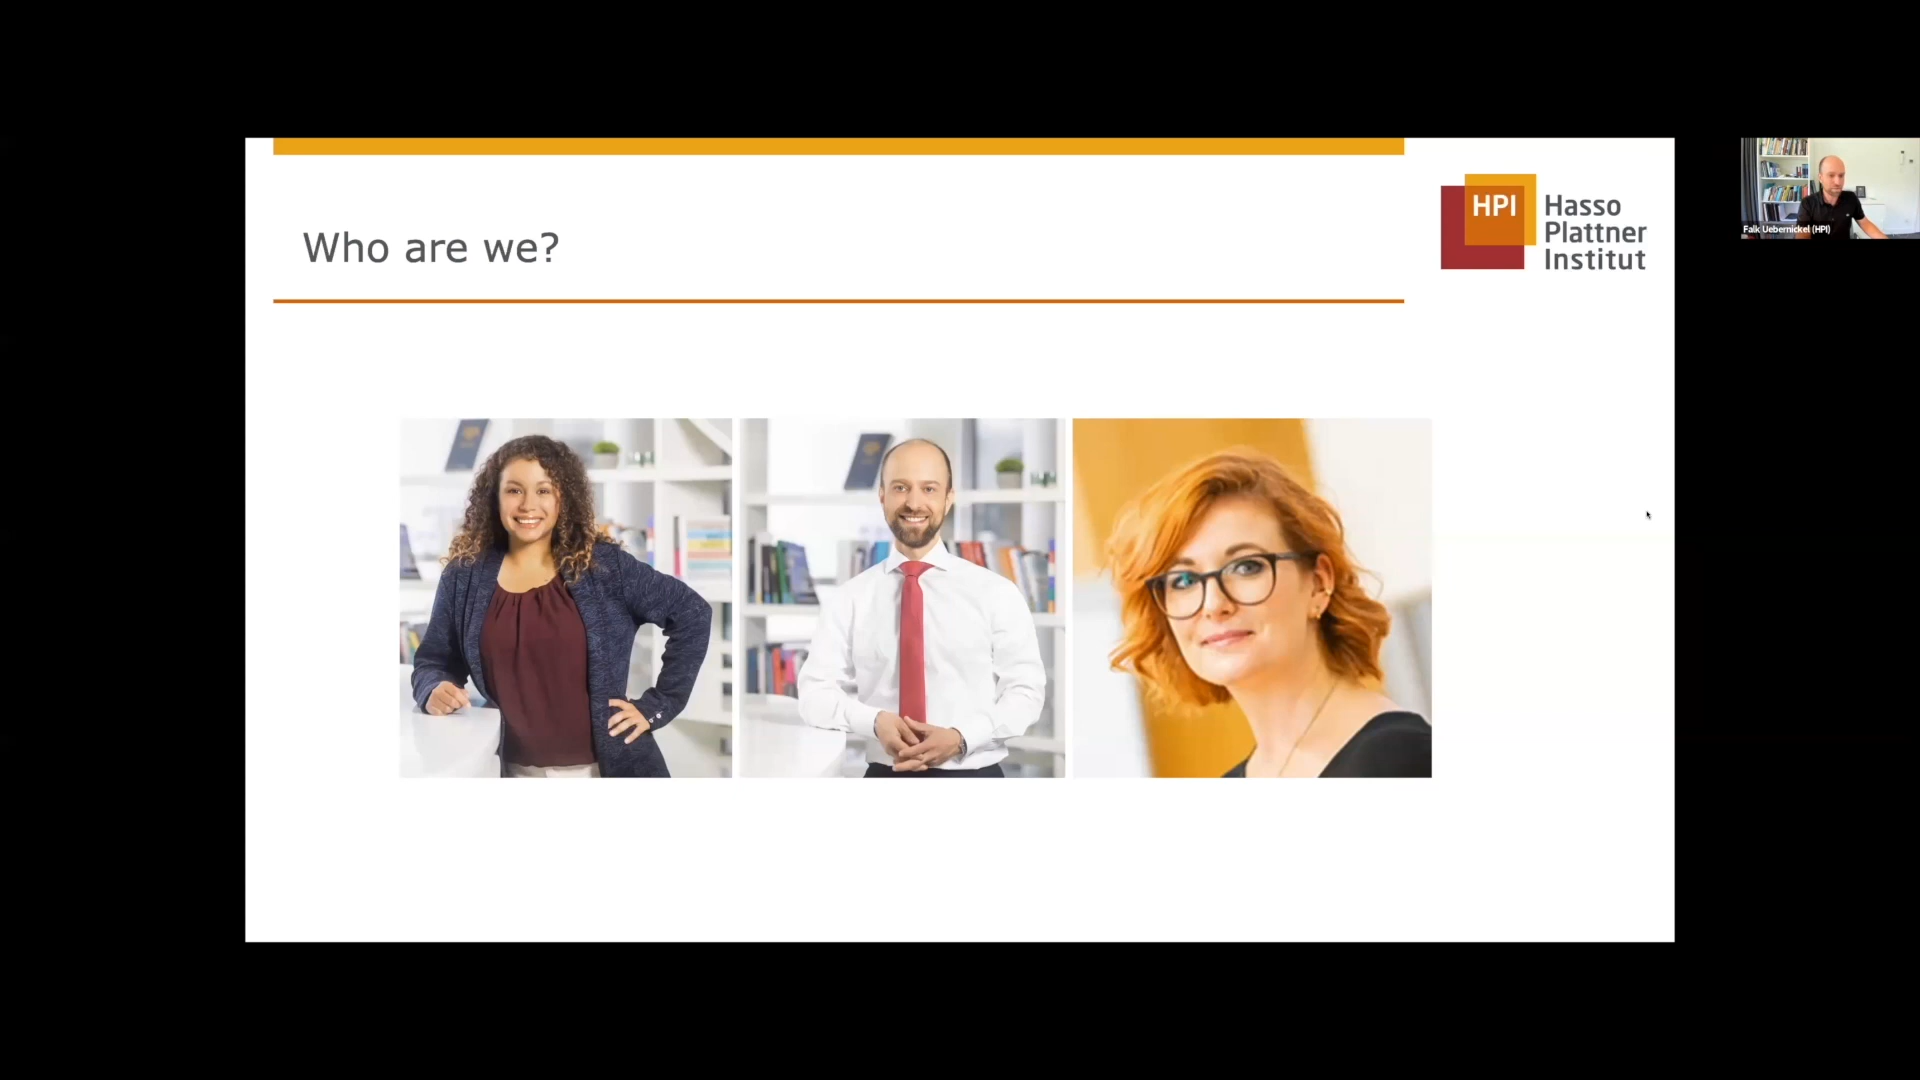 Who are we?
HPI
Hasso
Plattner
Institut
Falk Uebernickel (HPI)